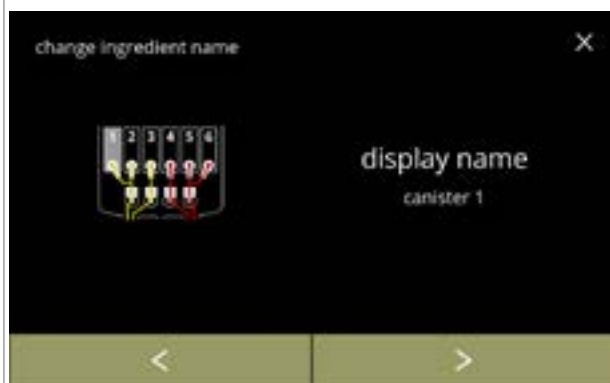 change ingredient name
X
1 2 3 4 5 6
display name
canister 1
< >